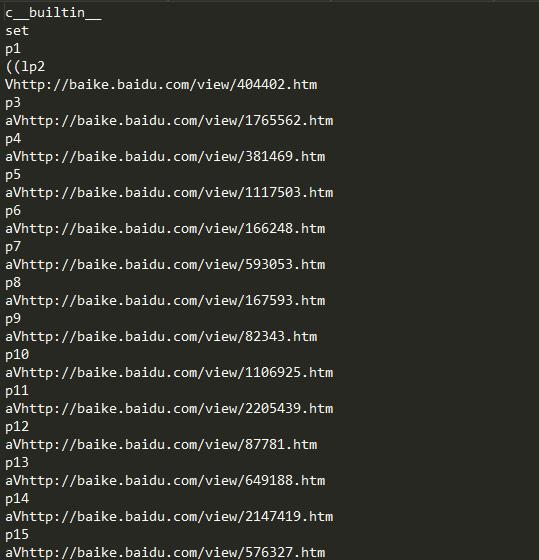 c__builtin__
set
p1
((lp2
Vhttp://baike.baidu.com/view/404402.htm
p3
aVhttp://baike.baidu.com/view/1765562.htm
p4
aVhttp://baike.baidu.com/view/381469.htm
p5
aVhttp://baike.baidu.com/view/1117503.htm
p6
aVhttp://baike.baidu.com/view/166248.htm
p7
aVhttp://baike.baidu.com/view/593053.htm
p8
aVhttp://baike.baidu.com/view/167593.htm
p9
aVhttp://baike.baidu.com/view/82343.htm
p10
aVhttp://baike.baidu.com/view/1106925.htm
p11
aVhttp://baike.baidu.com/view/2205439.htm
p12
aVhttp://baike.baidu.com/view/87781.htm
p13
aVhttp://baike.baidu.com/view/649188.htm
p14
aVhttp://baike.baidu.com/view/2147419.htm
p15
aVhttp://baike.baidu.com/view/576327.htm